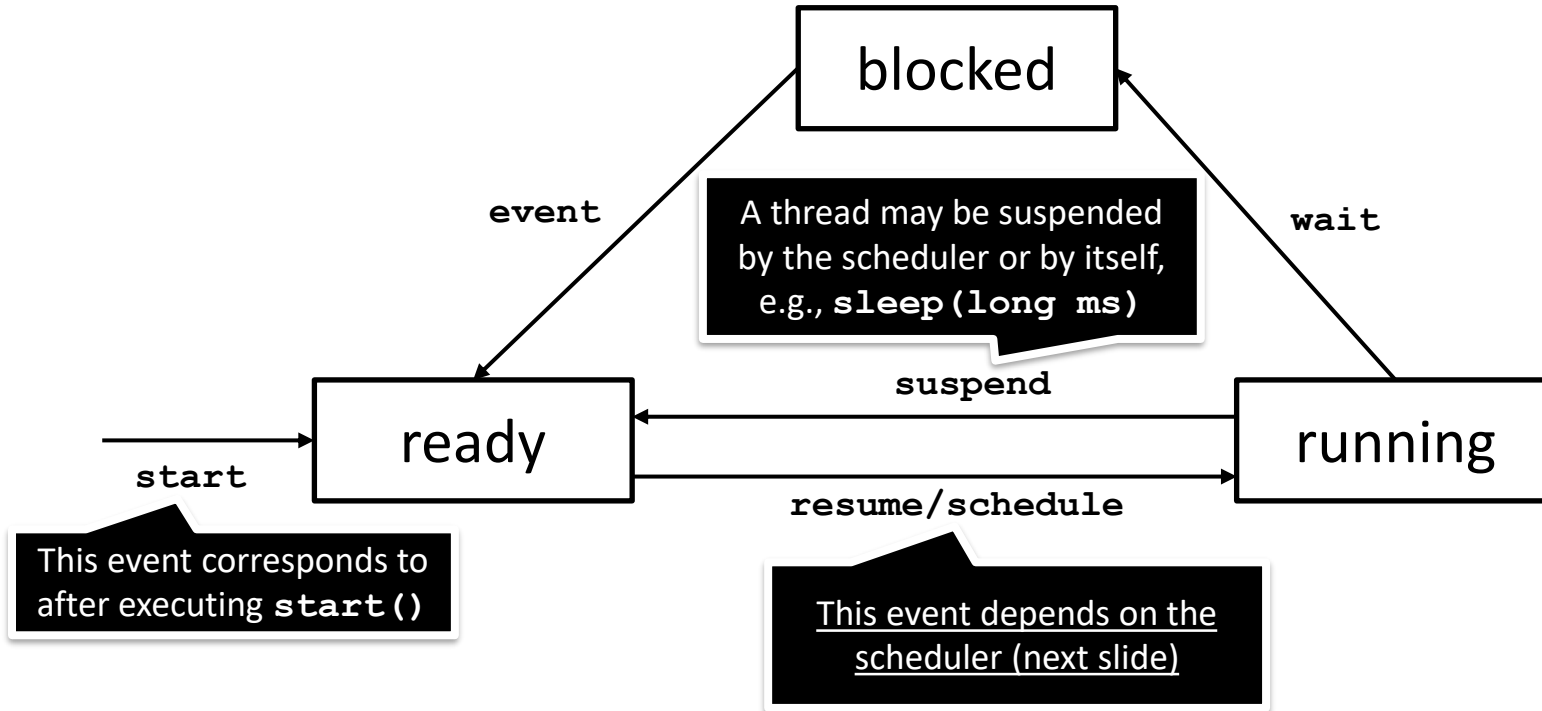 blocked
event
A thread may be suspended
by the scheduler or by itself,
e.g., sleep(long ms)
wait
suspend
ready
running
start
resume/schedule
This event corresponds to
after executing start()
This event depends on the
scheduler (next slide)